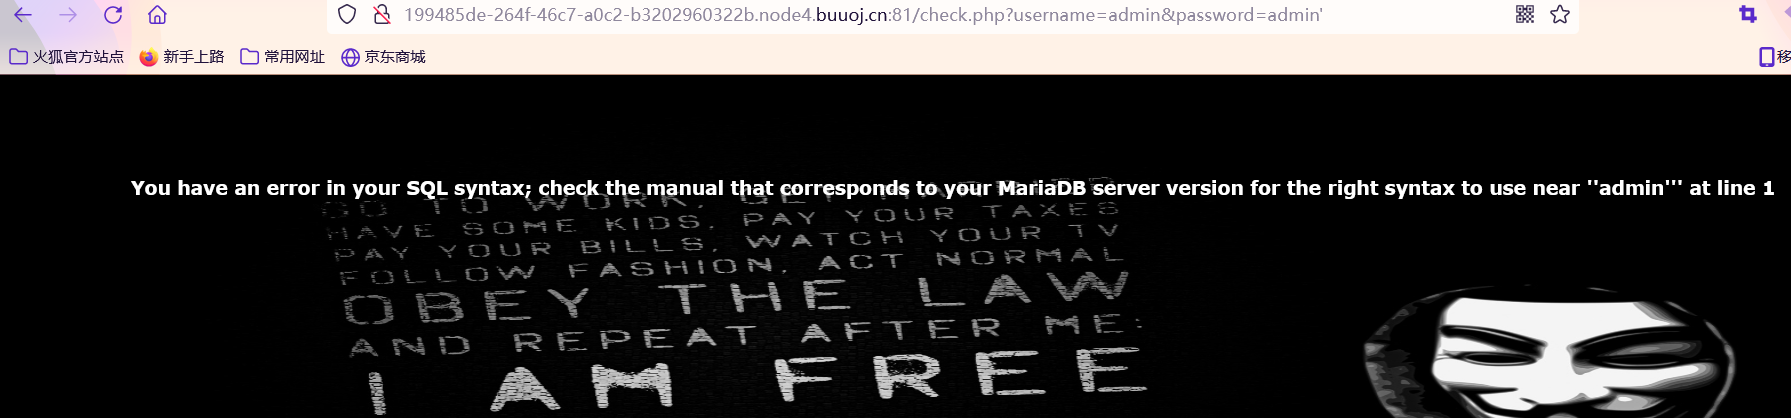 199485de-264f-46c7-a0c2-b3202960322b.node4.buuoj.cn:81/check.php?username=admin&password=admin'
火狐官方站点 新手上路 常用网址 京东商城 移
You have an error in your SQL syntax; check the manual that corresponds to your MariaDB server version for the right syntax to use near ''admin''' at line 1
GO TO WORK,
HAVE SOME KIDS, PAY YOUR TAXES
PAY YOUR BILLS, WATCH YOUR TV
FOLLOW FASHION, ACT NORMAL
OBEY THE LAW
AND REPEAT AFTER ME:
I AM FREE